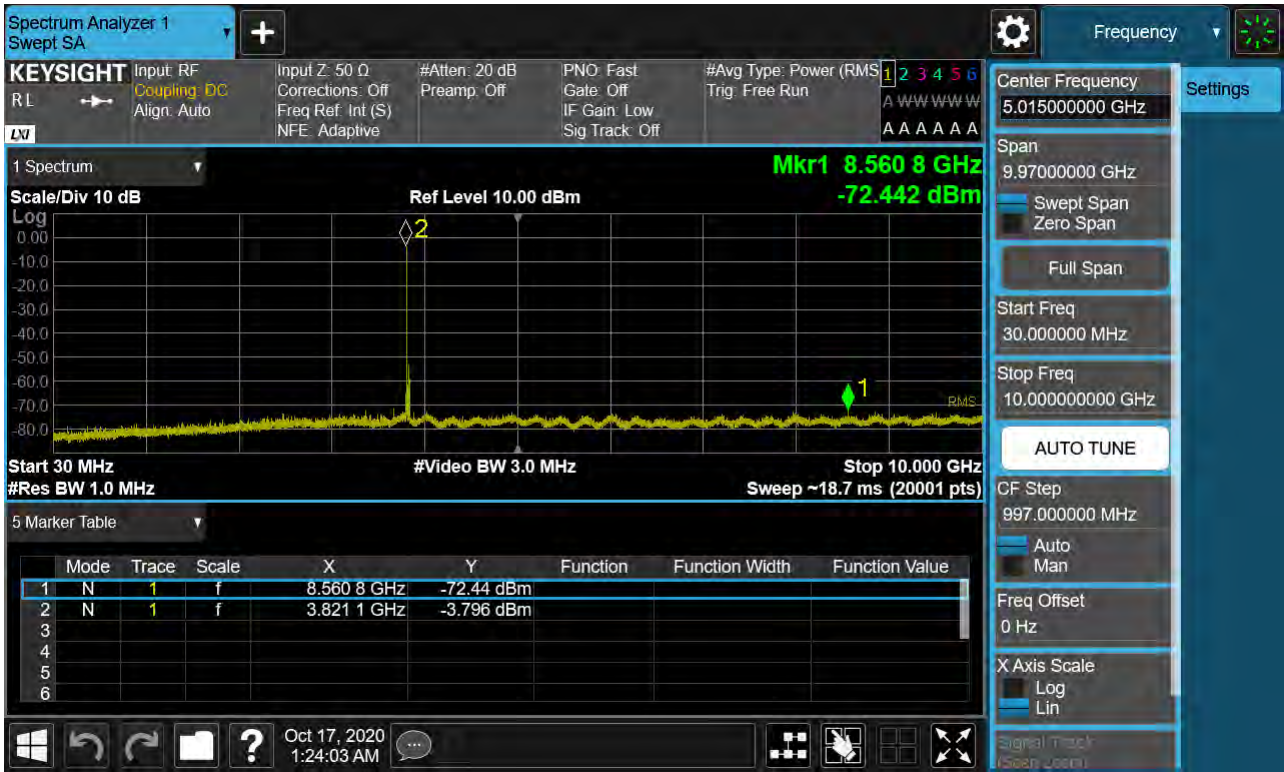 Spectrum Analyzer 1
Swept SA
Frequency
KEYSIGHT
RL
LXI
Input: RF
Coupling: DC
Align: Auto
Input Z: 50 Ω
Corrections: Off
Freq Ref: Int (S)
NFE: Adaptive
#Atten: 20 dB
Preamp: Off
PNO: Fast
Gate: Off
IF Gain: Low
Sig Track: Off
#Avg Type: Power (RMS
Trig: Free Run
1 2 3 4 5 6
A W W W W W
A A A A A A
1 Spectrum
Mkr1 8.560 8 GHz
-72.442 dBm
Scale/Div 10 dB
Ref Level 10.00 dBm
Log
0.00
-10.0
-20.0
-30.0
-40.0
-50.0
-60.0
-70.0
-80.0
2
1
RMS
Start 30 MHz
#Video BW 3.0 MHz
Stop 10.000 GHz
#Res BW 1.0 MHz
Sweep ~18.7 ms (20001 pts)
5 Marker Table
Mode Trace Scale X Y Function Function Width Function Value
1 N 1 f 8.560 8 GHz -72.44 dBm
2 N 1 f 3.821 1 GHz -3.796 dBm
3
4
5
6
Oct 17, 2020
1:24:03 AM
Center Frequency
5.015000000 GHz
Settings
Span
9.97000000 GHz
Swept Span
Zero Span
Full Span
Start Freq
30.000000 MHz
Stop Freq
10.000000000 GHz
AUTO TUNE
CF Step
997.000000 MHz
Auto
Man
Freq Offset
0 Hz
X Axis Scale
Log
Lin
Signal Track
(Span Zoom)